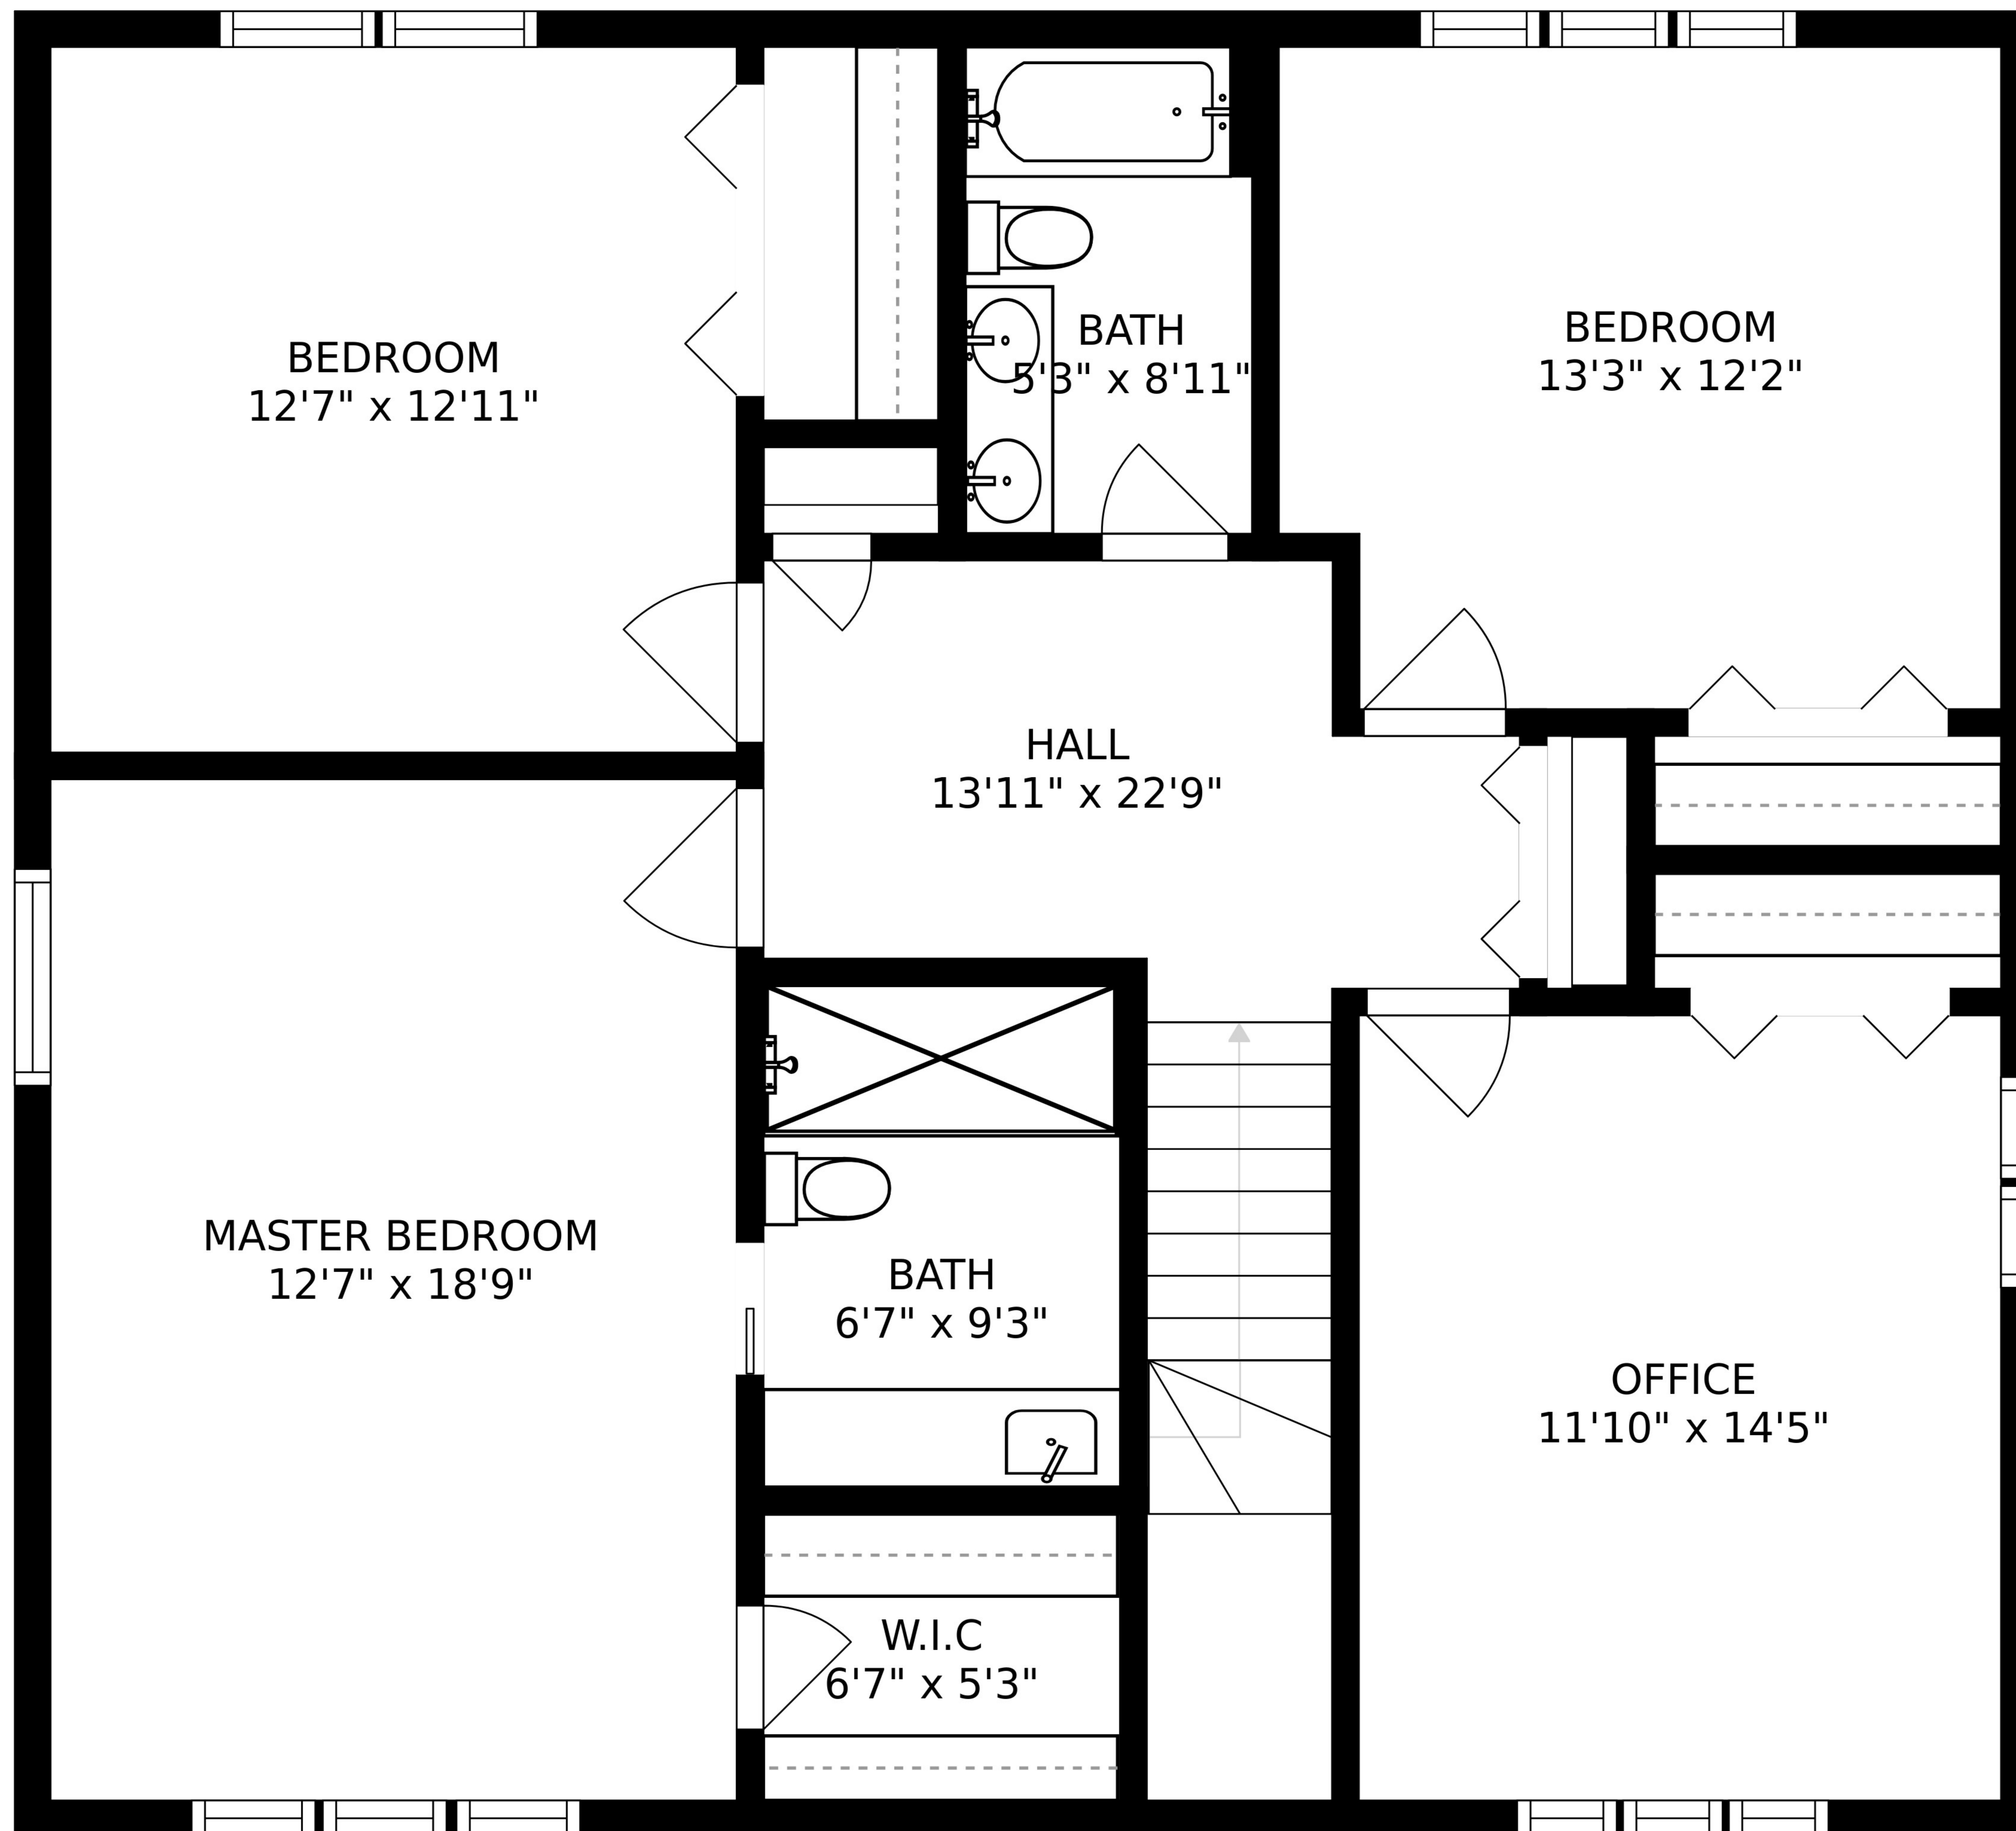 BEDROOM
12'7" x 12'11"
BATH
5'3" x 8'11"
BEDROOM
13'3" x 12'2"
HALL
13'11" x 22'9"
MASTER BEDROOM
12'7" x 18'9"
BATH
6'7" x 9'3"
OFFICE
11'10" x 14'5"
W.I.C
6'7" x 5'3"